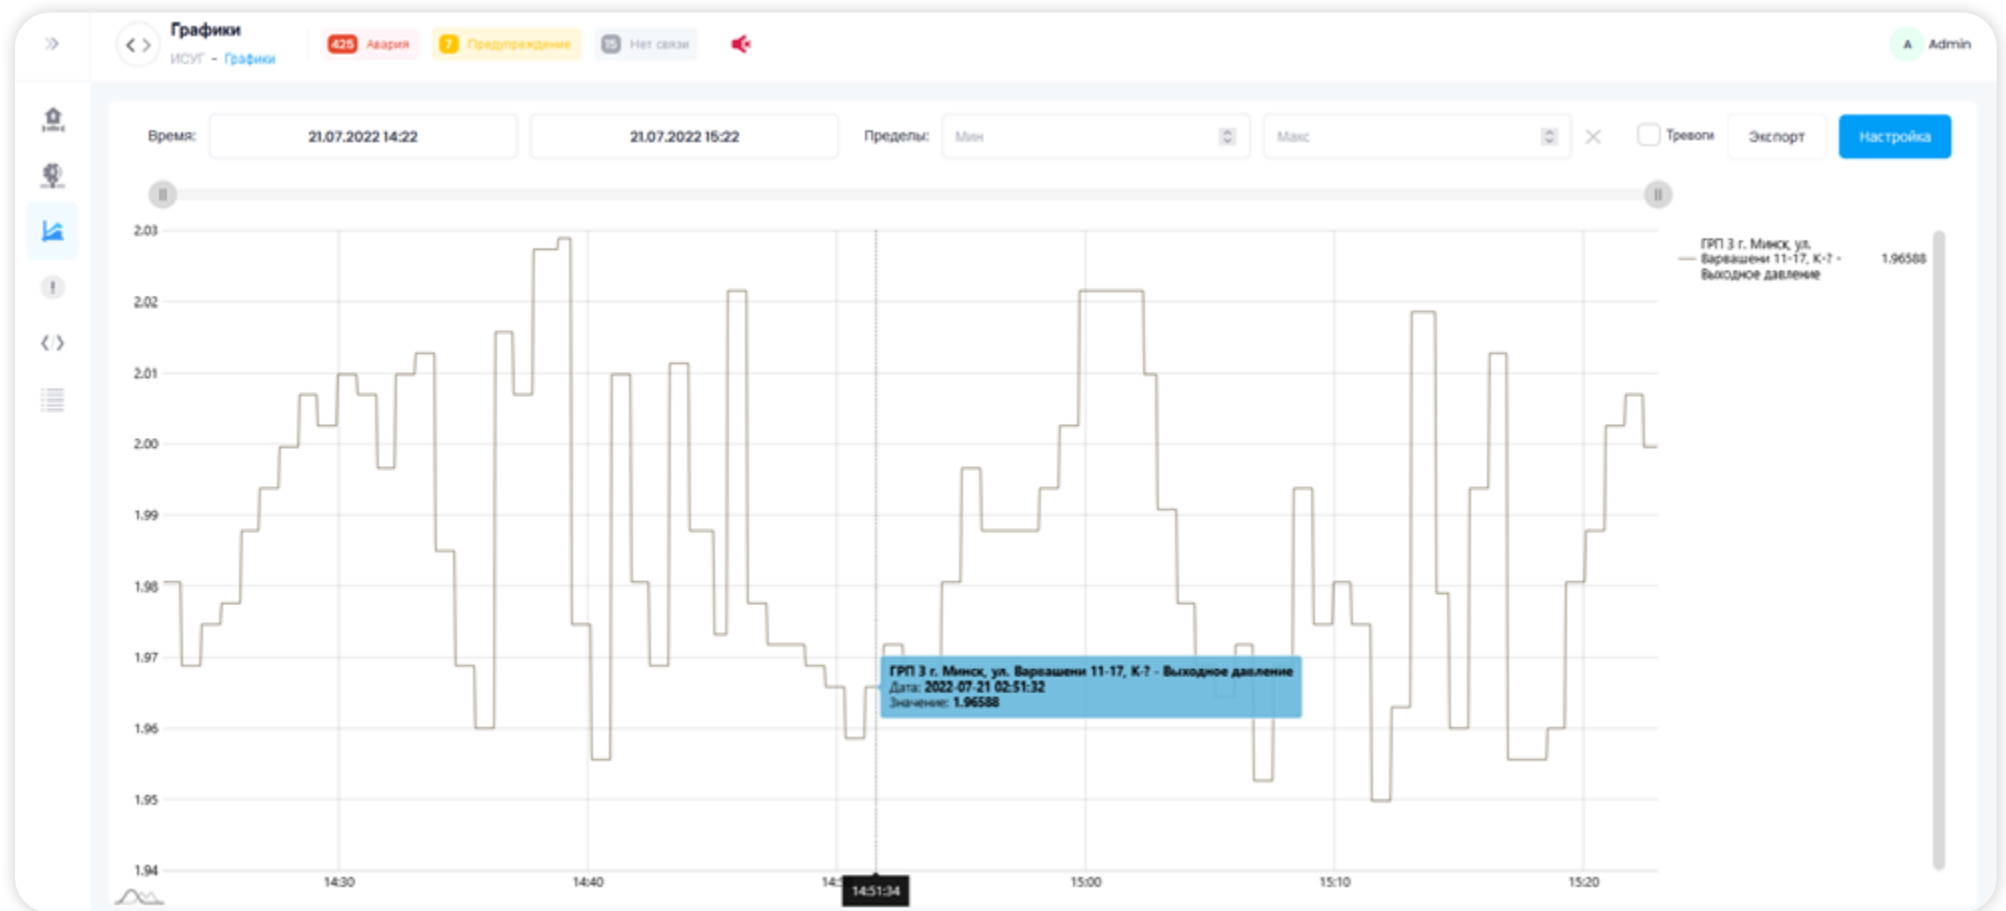 Графики
ИСУГ - Графики
425 Авария
7 Предупреждение
15 Нет связи
A Admin
Время: 21.07.2022 14:22 21.07.2022 15:22 Пределы: Мин Макс Тревоги Экспорт Настройка
2.03
2.02
2.01
2.00
1.99
1.98
1.97
1.96
1.95
1.94
ГРП 3 г. Минск, ул.
Варвашени 11-17, К-? - 1.96588
Выходное давление
ГРП 3 г. Минск, ул. Варвашени 11-17, К-? - Выходное давление
Дата: 2022-07-21 02:51:32
Значение: 1.96588
14:30 14:40 14:51:34 15:00 15:10 15:20